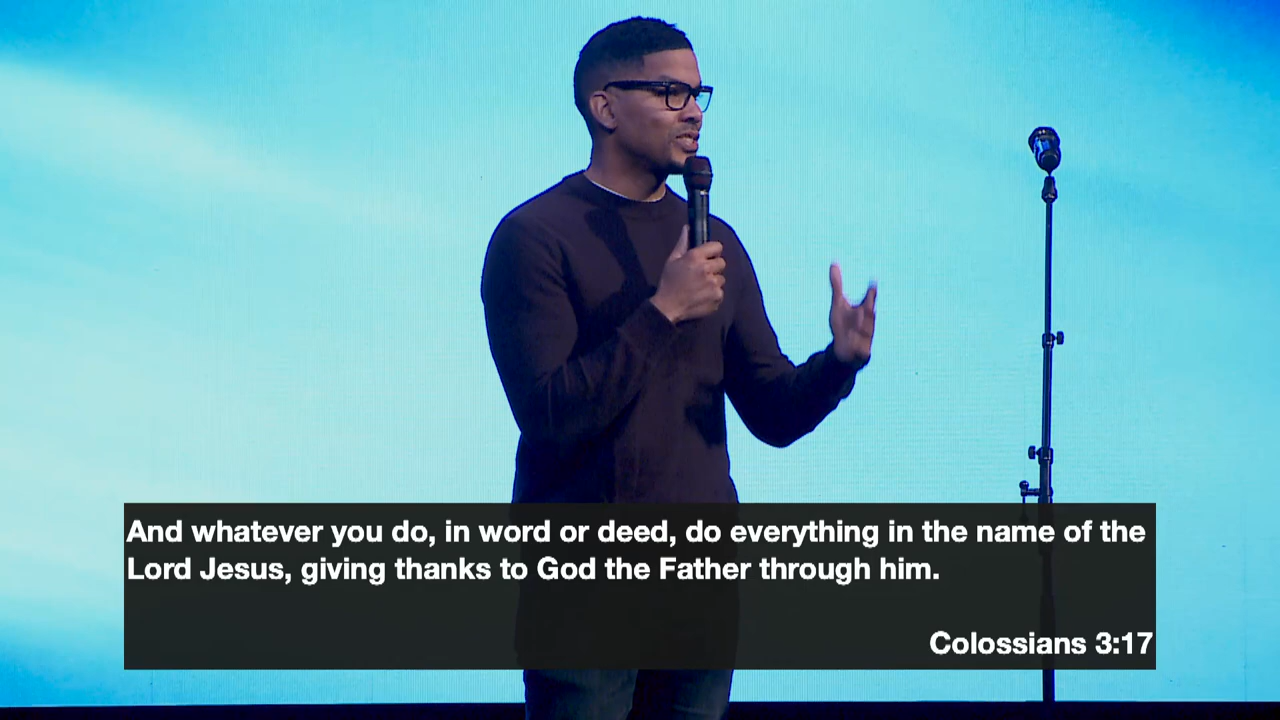 And whatever you do, in word or deed, do everything in the name of the
Lord Jesus, giving thanks to God the Father through him.
Colossians 3:17